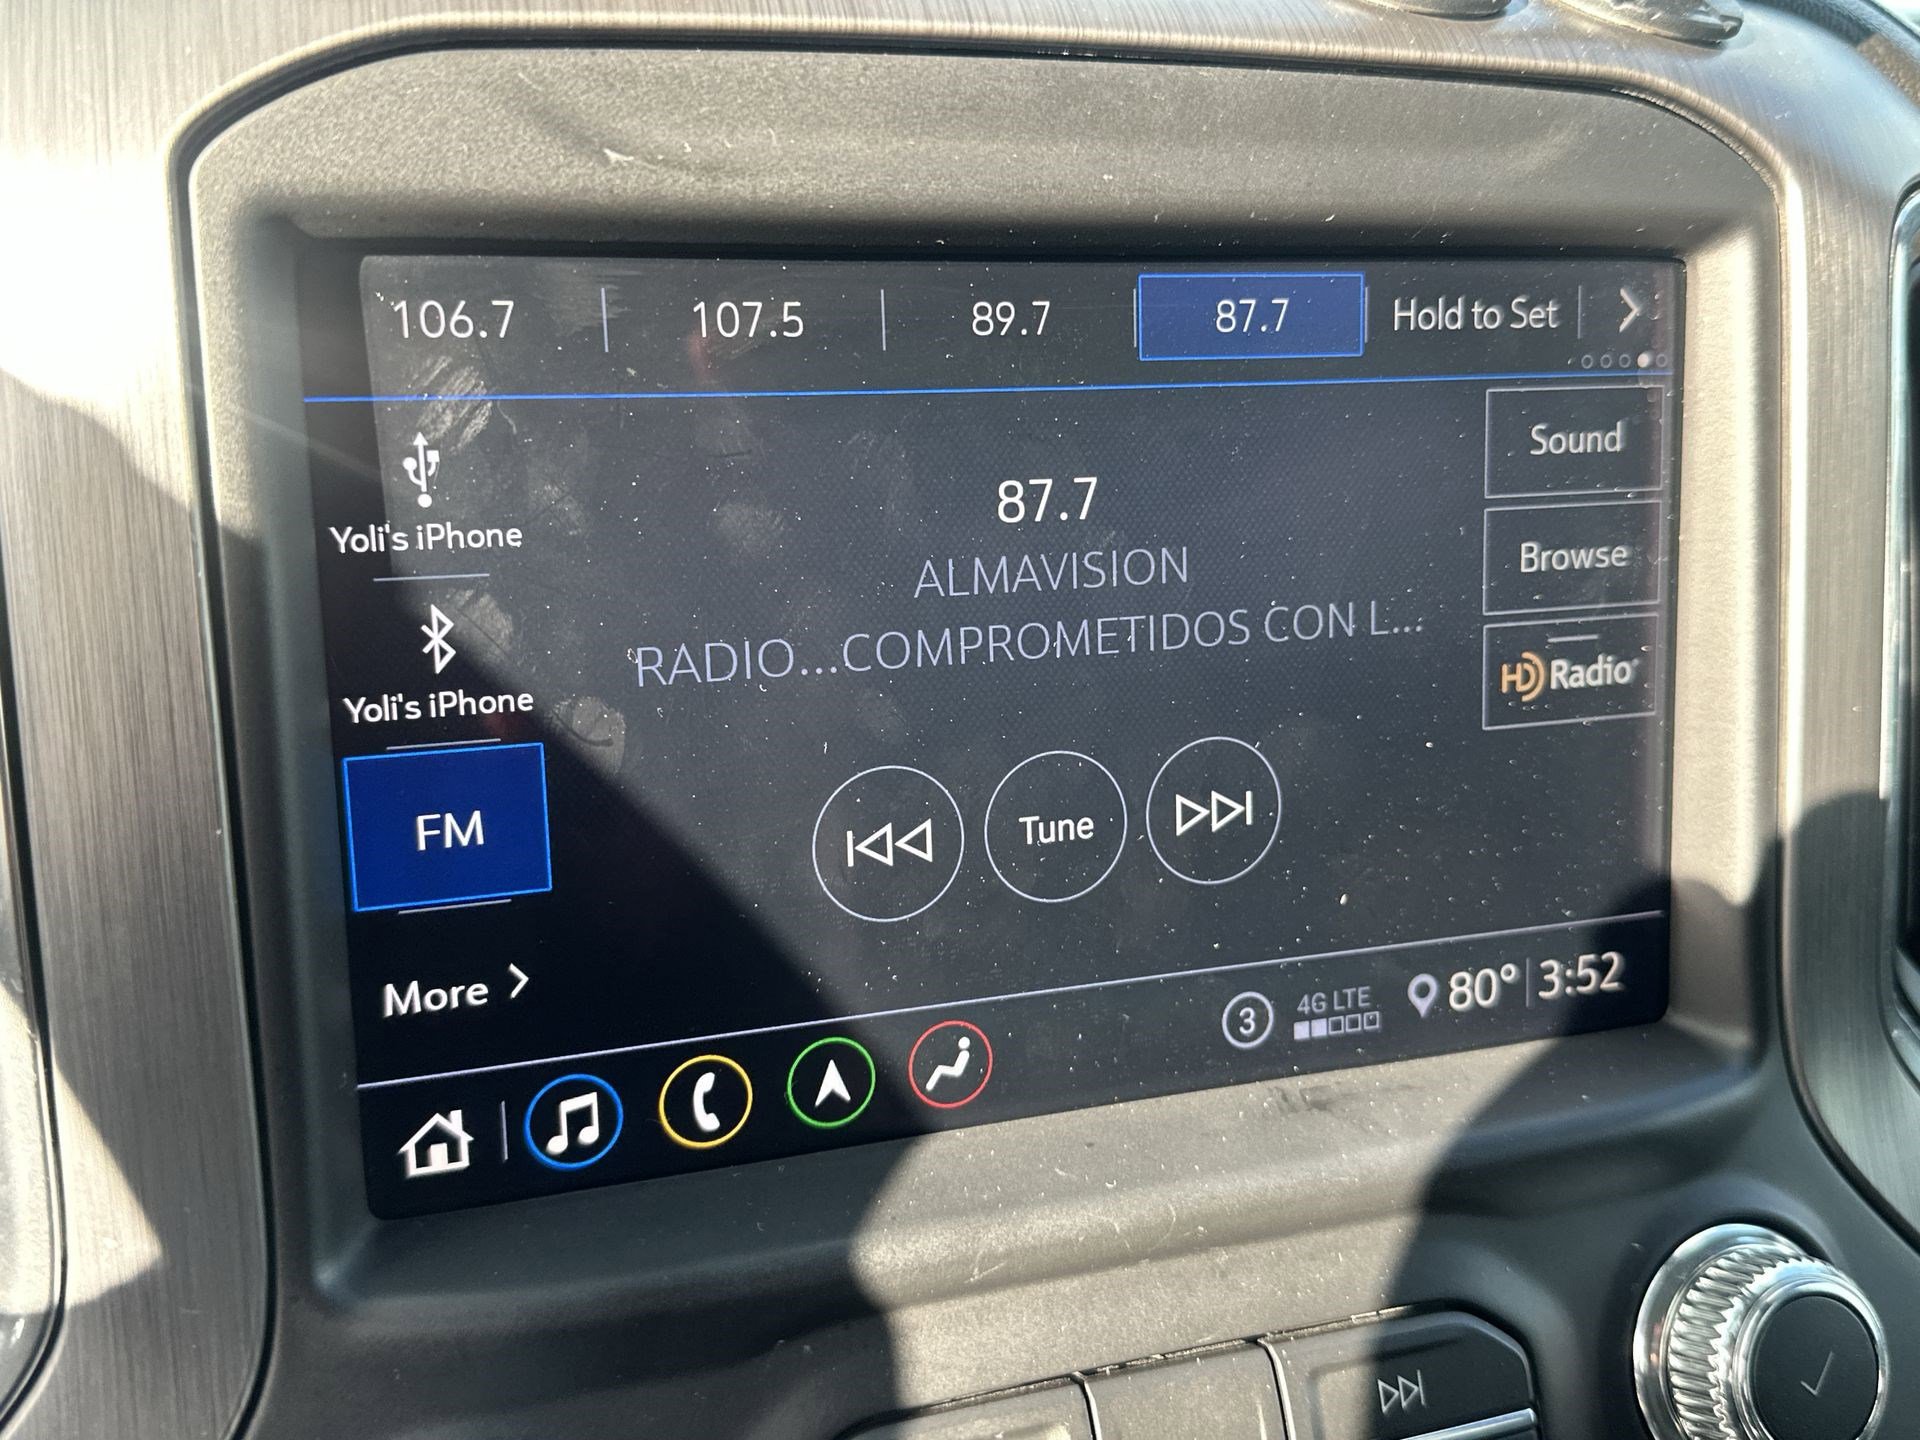 106.7 107.5 89.7 87.7 Hold to Set
Sound
Yoli's iPhone
87.7
ALMAVISION
RADIO...COMPROMETIDOS CON L...
Browse
Yoli's iPhone
HD Radio
FM
Tune
More
3 4G LTE 80° 3:52